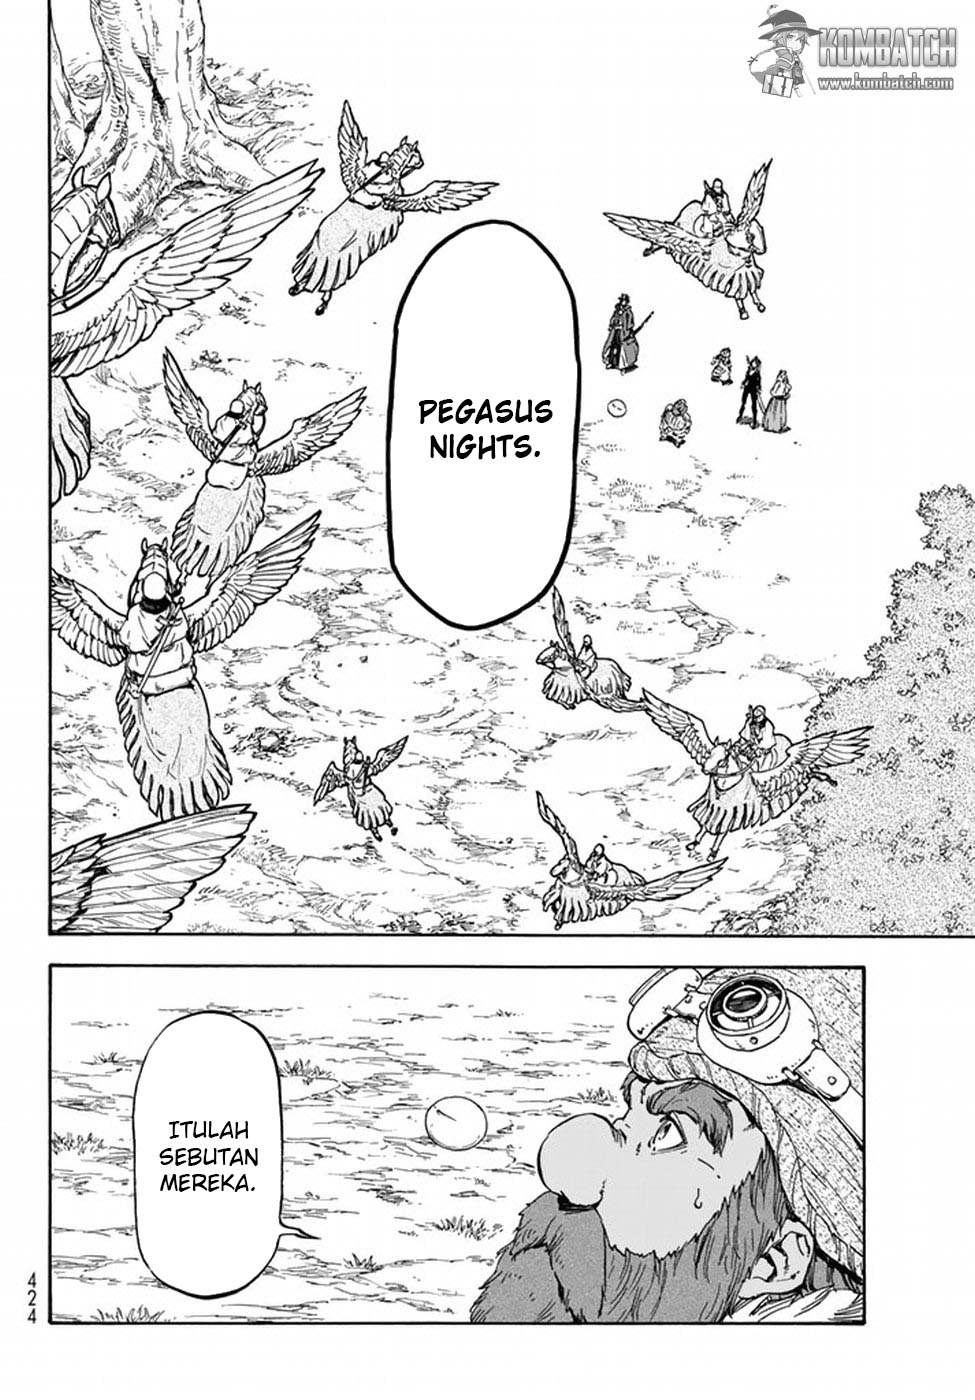 KOMBATCH
www.kombatch.com
PEGASUS
NIGHTS.
ITULAH
SEBUTAN
MEREKA.
424